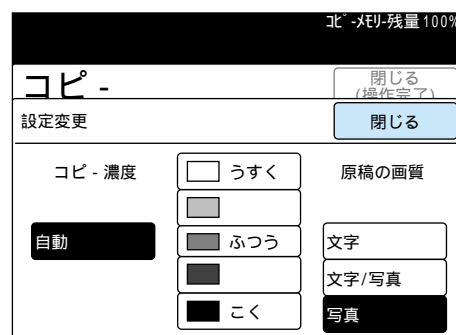 コピ-メモリ-残量100%
コピ-
閉じる
(操作完了)
設定変更
閉じる
コピ-濃度
うすく
原稿の画質
自動
ふつう
文字
文字/写真
こく
写真